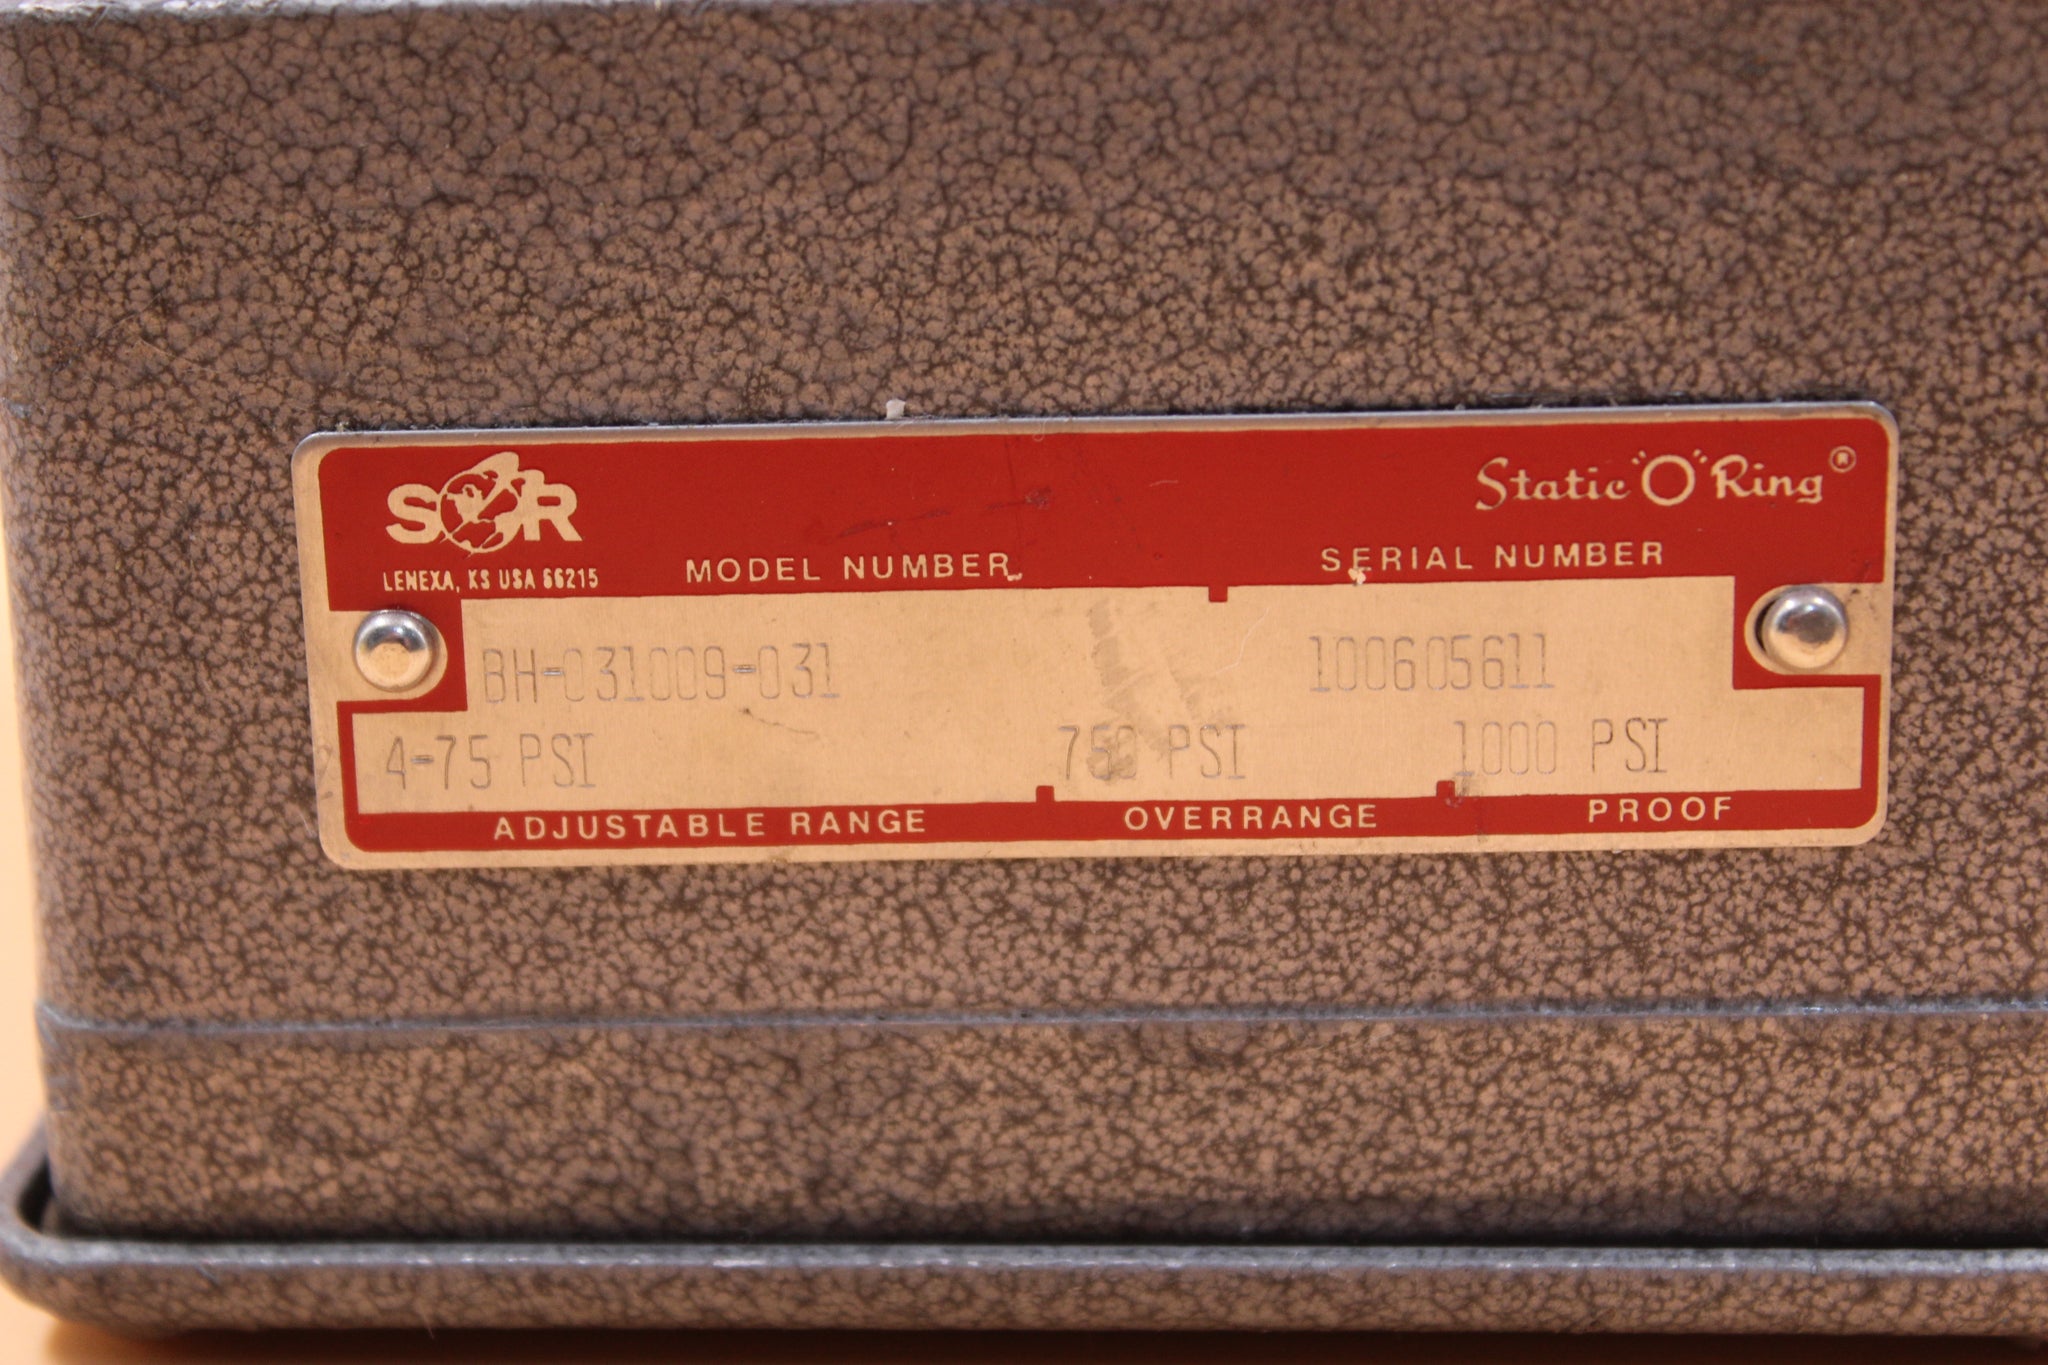 SOR
Static "O" Ring®
LENEXA, KS USA 66215
MODEL NUMBER
SERIAL NUMBER
BH-031009-031
100605611
4-75 PSI
750 PSI
1000 PSI
ADJUSTABLE RANGE
OVERRANGE
PROOF